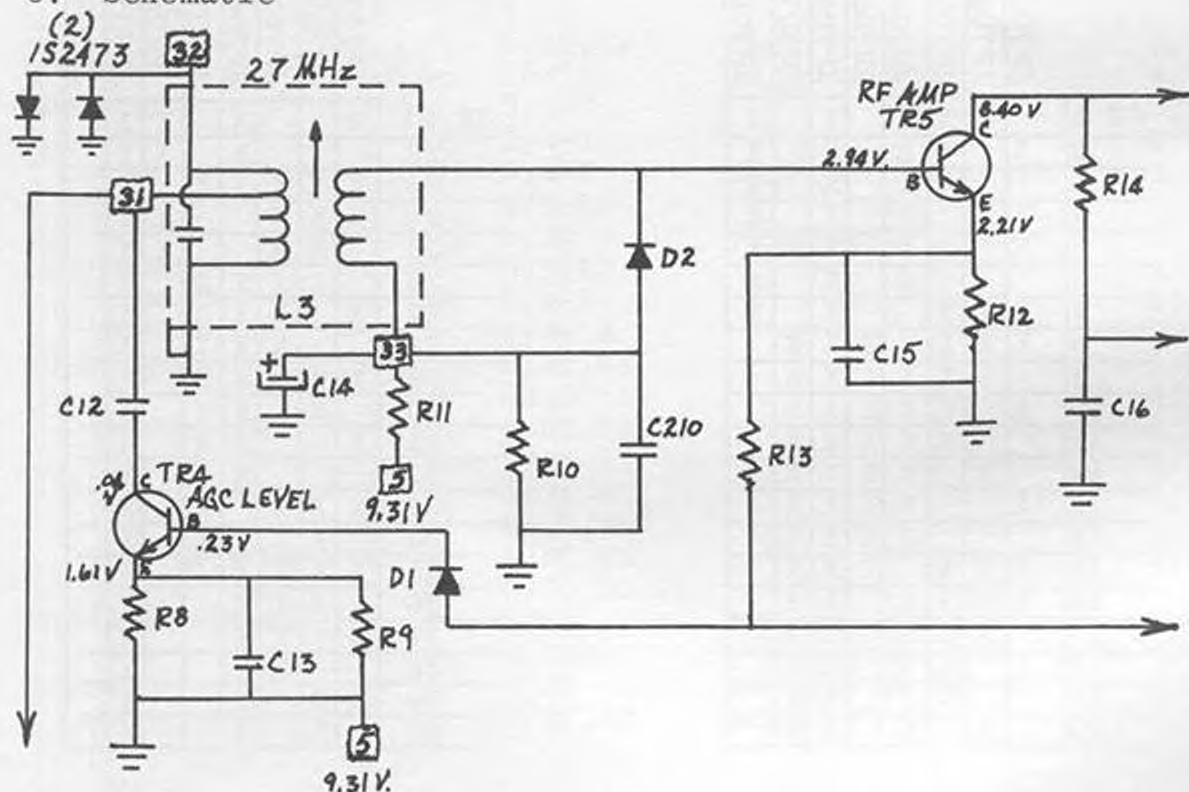 (2)
1S2473
32
27 MHz
RF AMP
TR5
8.40V
C
2.94V.
B
R14
31
E
2.21V
D2
L3
R12
33
+
C14
C15
C12
R11
C210
C16
R10
R13
5
9.31V
C
TR4
AGC LEVEL
B
.23V
1.61V
D1
R8
R9
C13
5
9.31V.